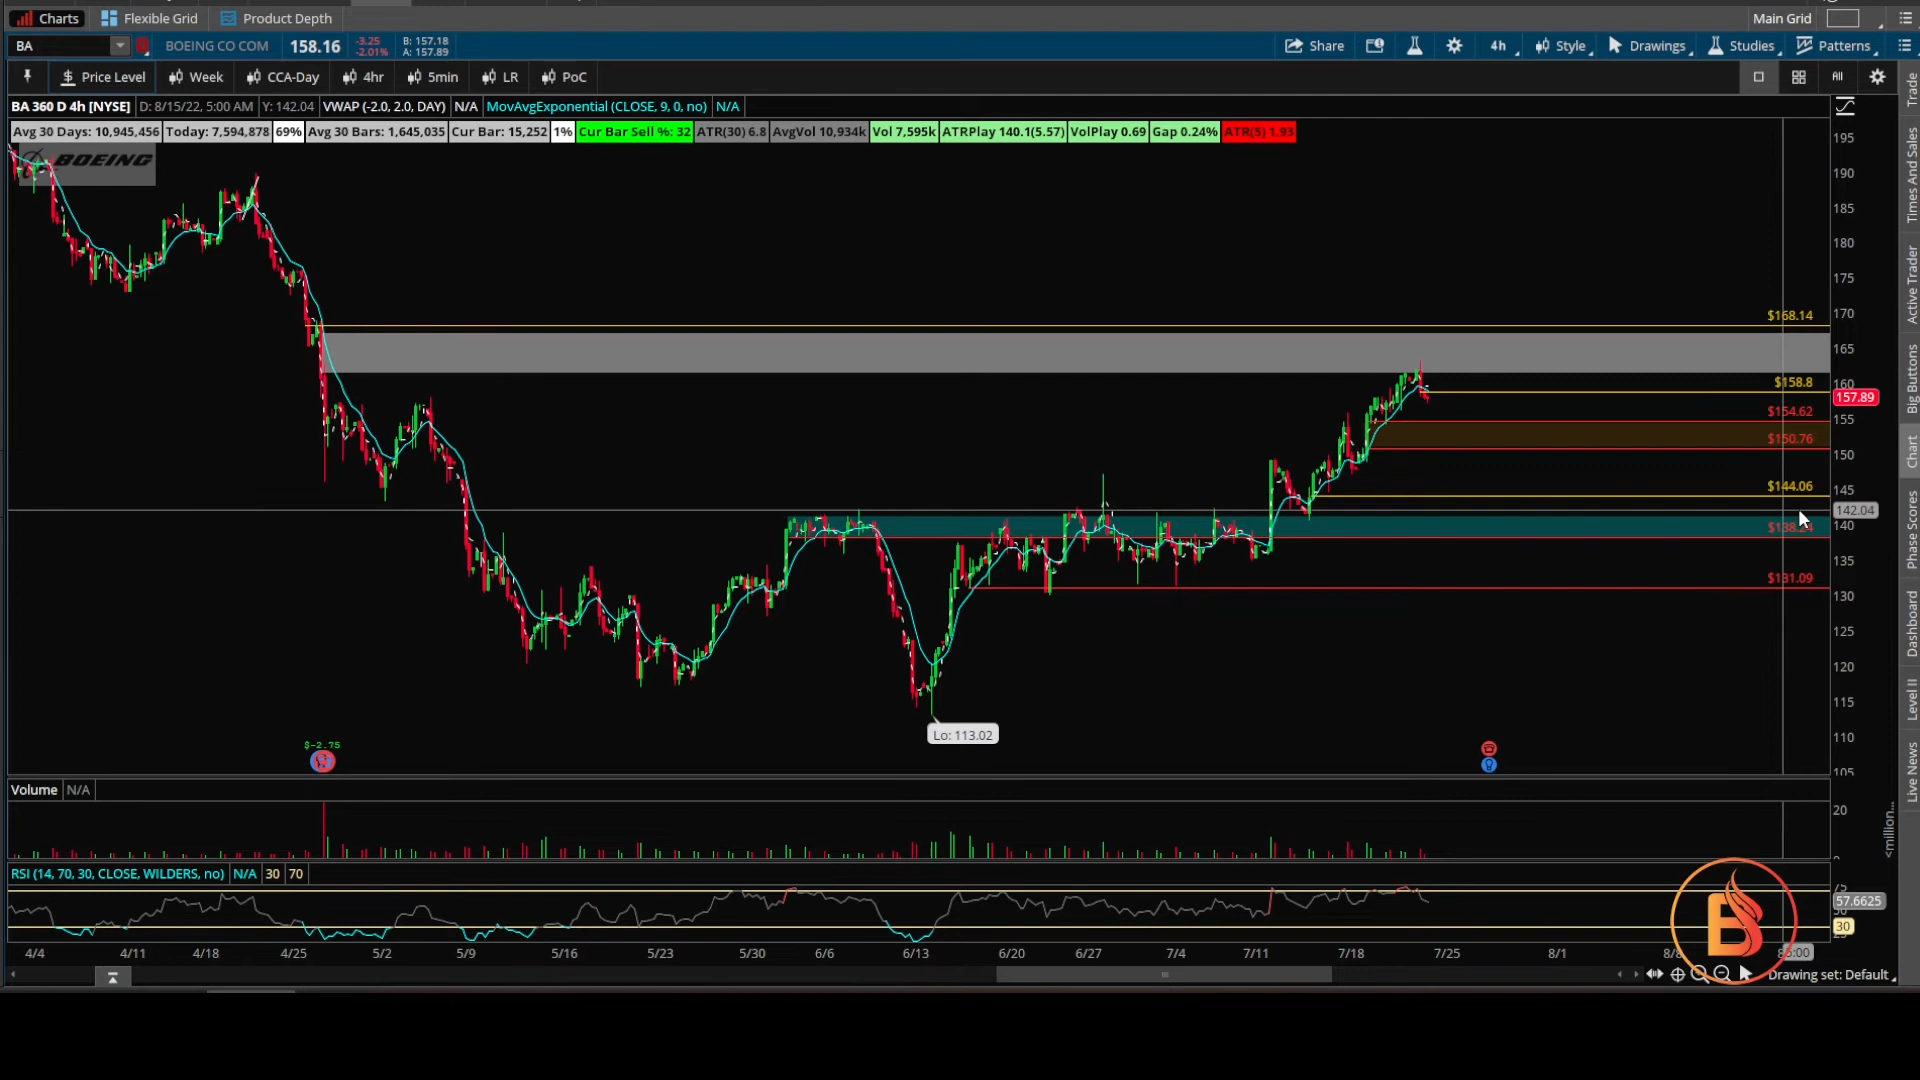 Charts Flexible Grid Product Depth Main Grid
BA BOEING CO COM 158.16 -3.25 -2.01% B: 157.18 A: 157.89 Share 4h Style Drawings Studies Patterns
Price Level Week CCA-Day 4hr 5min LR PoC All
BA 360 D 4h [NYSE] D: 8/15/22, 5:00 AM Y: 142.04 VWAP (-2.0, 2.0, DAY) N/A MovAvgExponential (CLOSE, 9, 0, no) N/A
Avg 30 Days: 10,945,456 Today: 7,594,878 69% Avg 30 Bars: 1,645,035 Cur Bar: 15,252 1% Cur Bar Sell %: 32 ATR(30) 6.8 AvgVol 10,934k Vol 7,595k ATRPlay 140.1(5.57) VolPlay 0.69 Gap 0.24% ATR(5) 1.93
BOEING
195
190
185
180
175
170
165
160
155
150
145
140
135
130
125
120
115
110
105
$168.14
$158.8
157.89
$154.62
$150.76
$144.06
142.04
$138.24
$131.09
Lo: 113.02
$-2.75
Volume N/A
20
<million...
RSI (14, 70, 30, CLOSE, WILDERS, no) N/A 30 70
75
57.6625
30
4/4 4/11 4/18 4/25 5/2 5/9 5/16 5/23 5/30 6/6 6/13 6/20 6/27 7/4 7/11 7/18 7/25 8/1
Drawing set: Default
Trade
Times And Sales
Active Trader
Big Buttons
Chart
Phase Scores
Dashboard
Level II
Live News
B